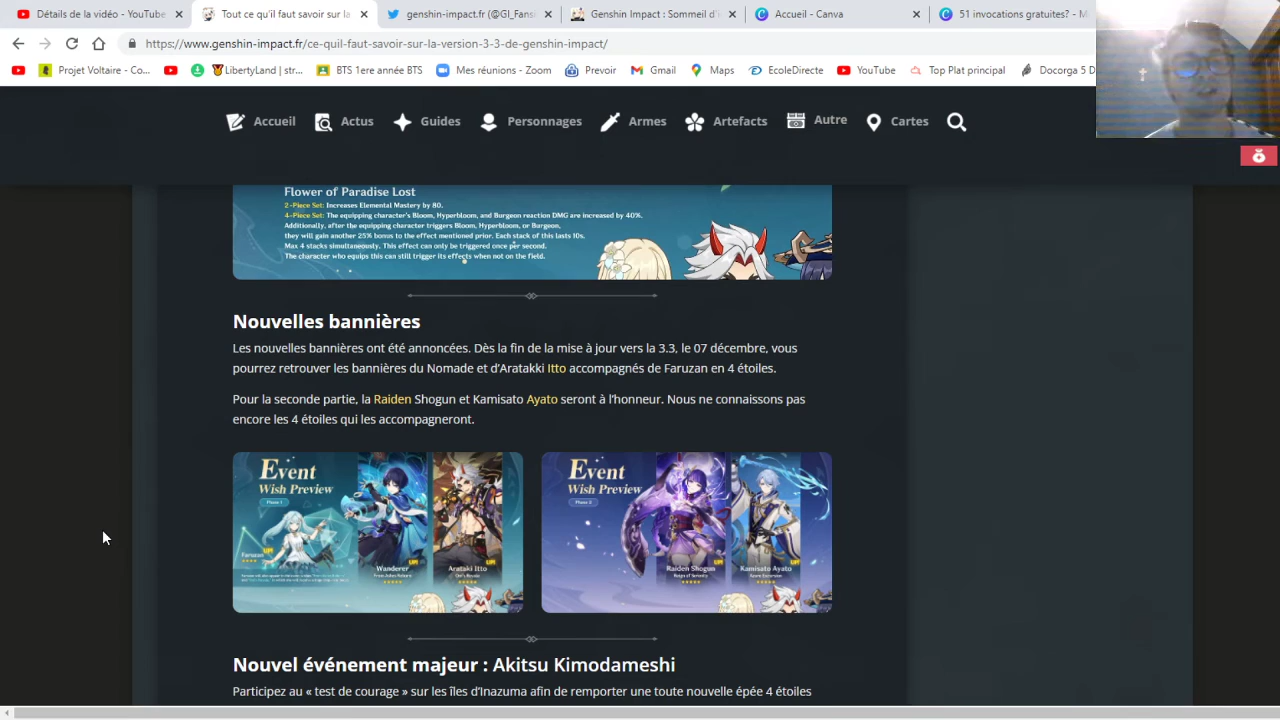 Détails de la vidéo - YouTube
Tout ce qu'il faut savoir sur la
genshin-impact.fr (@GI_Fans
Genshin Impact : Sommeil d'
Accueil - Canva
51 invocations gratuites? - M
https://www.genshin-impact.fr/ce-quil-faut-savoir-sur-la-version-3-3-de-genshin-impact/
Projet Voltaire - Co...
LibertyLand | str...
BTS 1ere année BTS
Mes réunions - Zoom
Prevoir
Gmail
Maps
EcoleDirecte
YouTube
Top Plat principal
Docorga 5 D
Accueil
Actus
Guides
Armes
Artefacts
Autre
Cartes
Flower of Paradise Lost
2-Piece Set: Increases Elemental Mastery by 80.
4-Piece Set: The equipping character's Bloom, Hyperbloom, and Burgeon reaction DMG are increased by 40%.
Additionally, after the equipping character triggers Bloom, Hyperbloom, or Burgeon,
they will gain another 25% bonus to the effect mentioned prior. Each stack of this lasts 10s.
Max 4 stacks simultaneously. This effect can only be triggered once per second.
The character who equips this can still trigger its effects when not on the field.
Nouvelles bannières
Les nouvelles bannières ont été annoncées. Dès la fin de la mise à jour vers la 3.3, le 07 décembre, vous
pourrez retrouver les bannières du Nomade et d'Aratakki Itto accompagnés de Faruzan en 4 étoiles.
Pour la seconde partie, la Raiden Shogun et Kamisato Ayato seront à l'honneur. Nous ne connaissons pas
encore les 4 étoiles qui les accompagneront.
Event
Wish Preview
Phase 1
Faruzan
UP!
Wanderer
UP!
Arataki Itto
UP!
Event
Wish Preview
Phase 2
Raiden Shogun
UP!
Kamisato Ayato
UP!
Nouvel événement majeur : Akitsu Kimodameshi
Participez au « test de courage » sur les îles d'Inazuma afin de remporter une toute nouvelle épée 4 étoiles